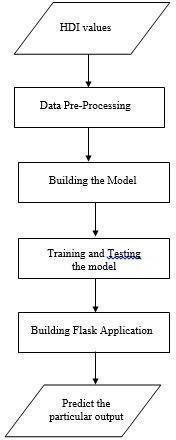 HDI values
Data Pre-Processing
Building the Model
Training and Testing
the model
Building Flask Application
Predict the
particular output